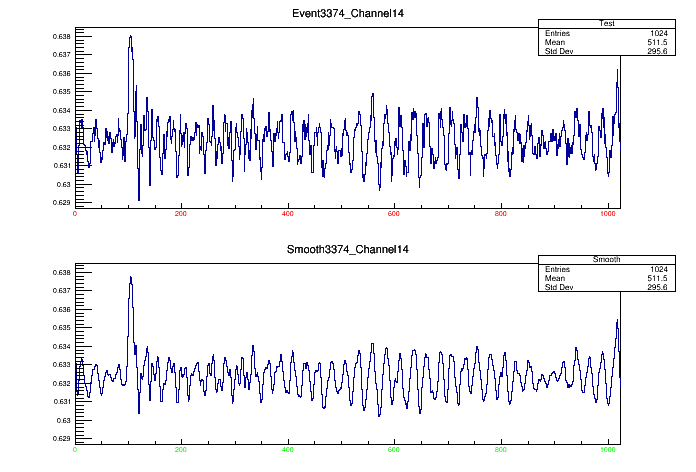 Event3374_Channel14
Test
Entries 1024
Mean 511.5
Std Dev 295.6
0.638
0.637
0.636
0.635
0.634
0.633
0.632
0.631
0.63
0.629
0 200 400 600 800 1000
Smooth3374_Channel14
Smooth
Entries 1024
Mean 511.5
Std Dev 295.6
0.638
0.637
0.636
0.635
0.634
0.633
0.632
0.631
0.63
0.629
0 200 400 600 800 1000